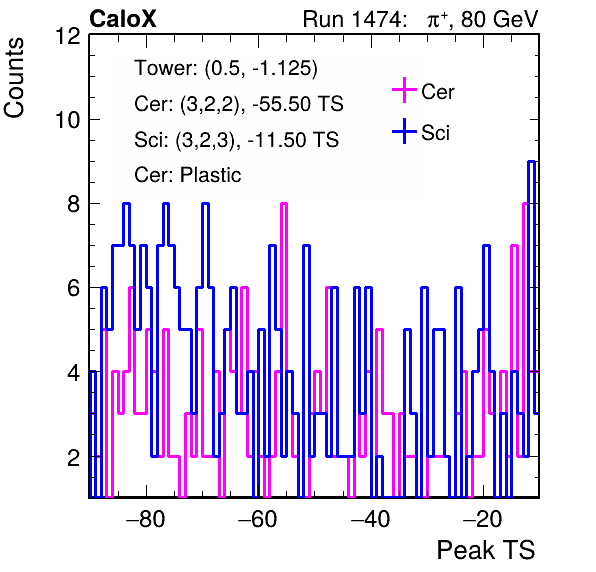 CaloX Run 1474: π⁺, 80 GeV
Counts
12
10
8
6
4
2
Tower: (0.5, -1.125)
Cer: (3,2,2), -55.50 TS
Sci: (3,2,3), -11.50 TS
Cer: Plastic
Cer
Sci
−80 −60 −40 −20
Peak TS